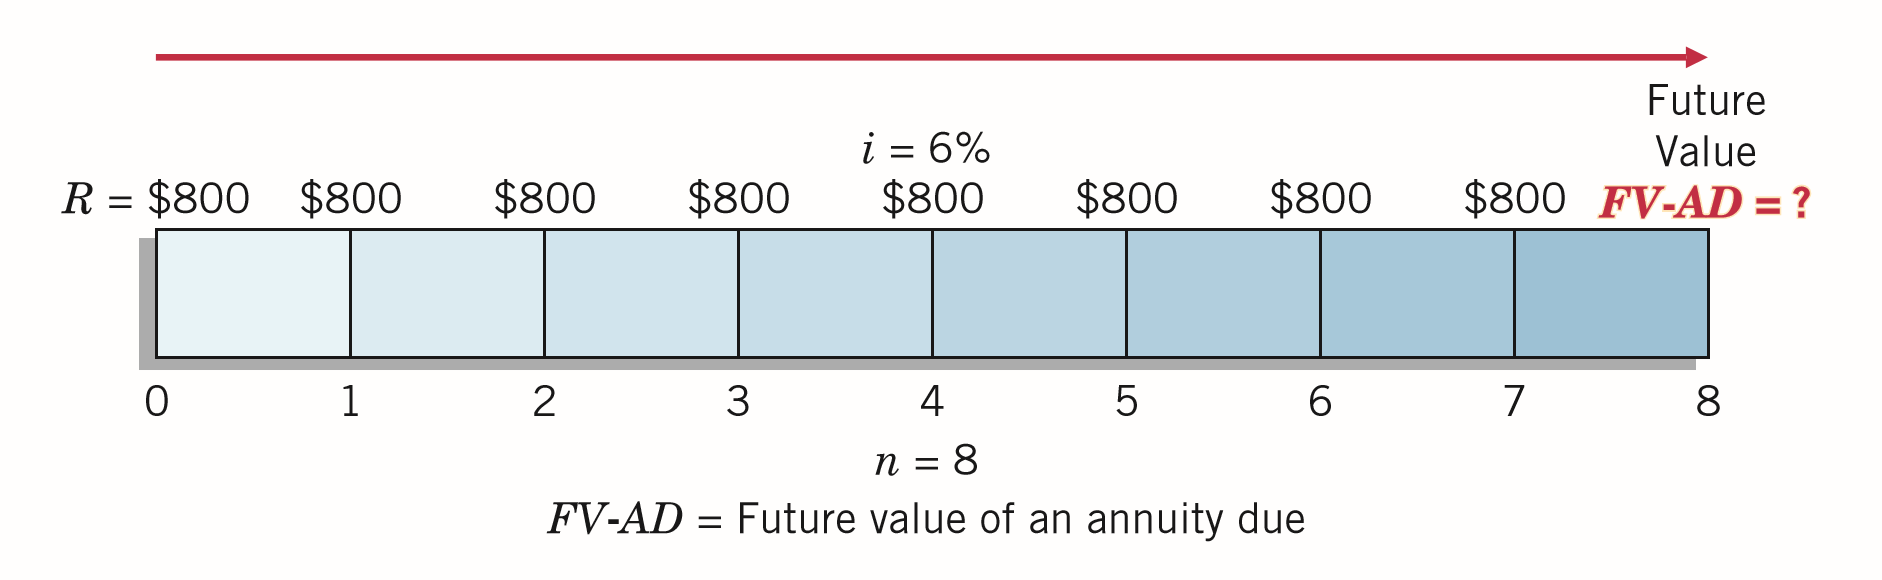 Future
Value
i = 6%
R = $800 $800 $800 $800 $800 $800 $800 $800 FV-AD = ?
0 1 2 3 4 5 6 7 8
n = 8
FV-AD = Future value of an annuity due